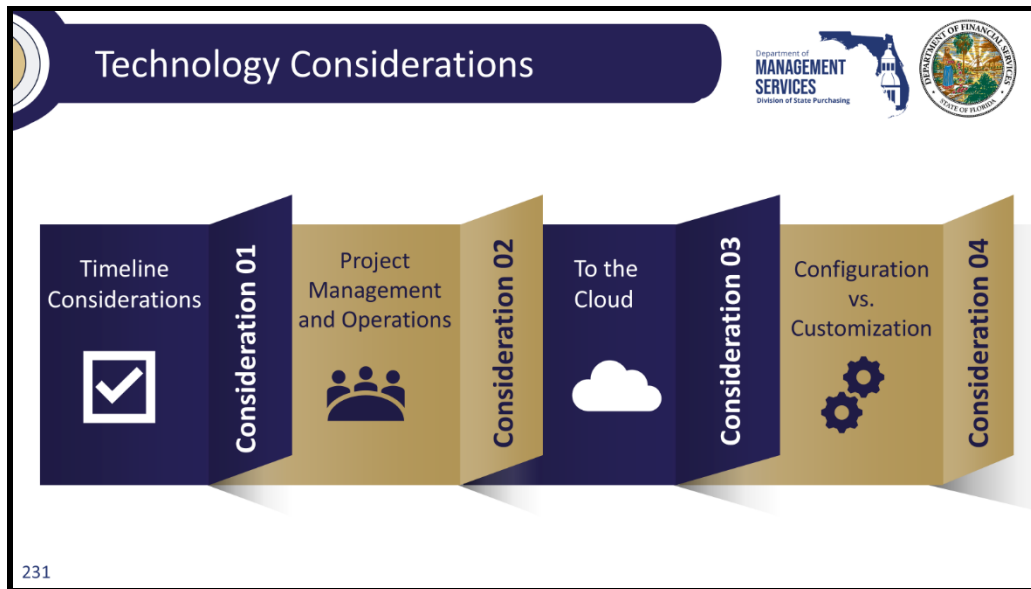 Technology Considerations
Department of
MANAGEMENT
SERVICES
Division of State Purchasing
DEPARTMENT OF FINANCIAL SERVICES
STATE OF FLORIDA
Timeline
Considerations
Consideration 01
Project
Management
and Operations
Consideration 02
To the
Cloud
Consideration 03
Configuration
vs.
Customization
Consideration 04
231